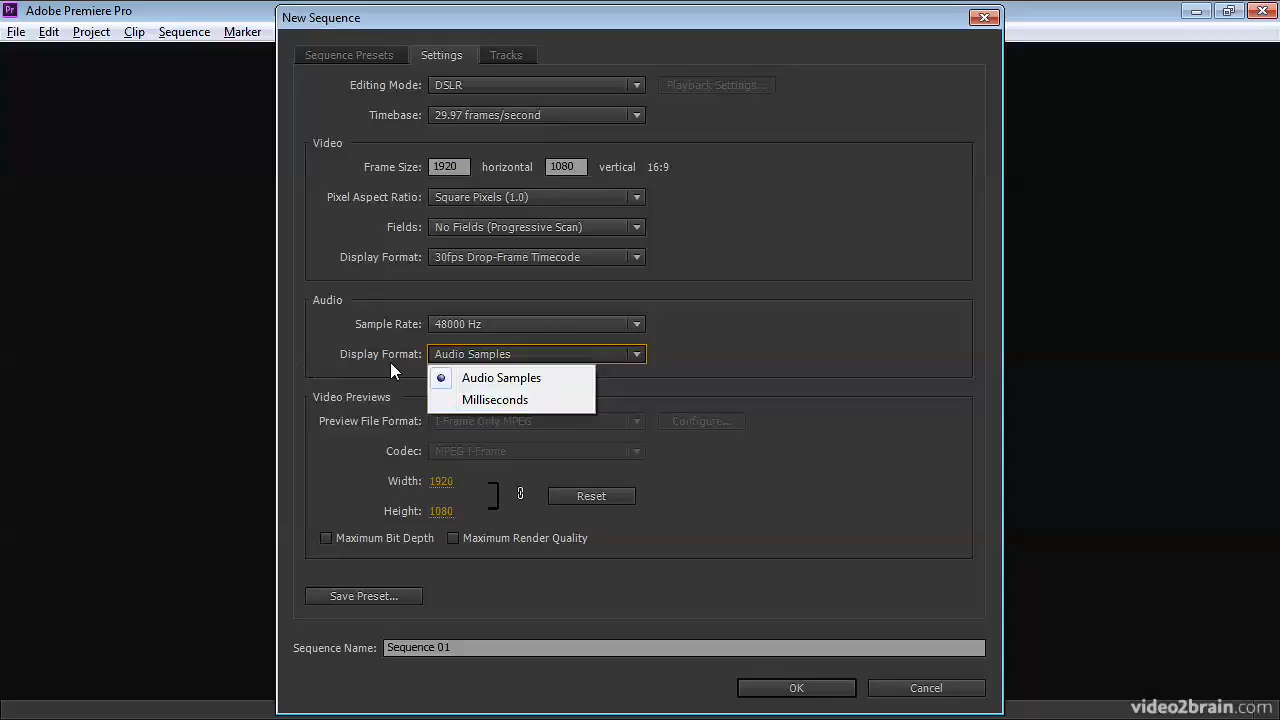 Pr Adobe Premiere Pro
File Edit Project Clip Sequence Marker
New Sequence
Sequence Presets Settings Tracks
Editing Mode: DSLR Playback Settings...
Timebase: 29.97 frames/second
Video
Frame Size: 1920 horizontal 1080 vertical 16:9
Pixel Aspect Ratio: Square Pixels (1.0)
Fields: No Fields (Progressive Scan)
Display Format: 30fps Drop-Frame Timecode
Audio
Sample Rate: 48000 Hz
Display Format: Audio Samples
Audio Samples
Milliseconds
Video Previews
Preview File Format: I-Frame Only MPEG Configure...
Codec: MPEG I-Frame
Width: 1920
Reset
Height: 1080
Maximum Bit Depth Maximum Render Quality
Save Preset...
Sequence Name: Sequence 01
OK Cancel
video2brain.com